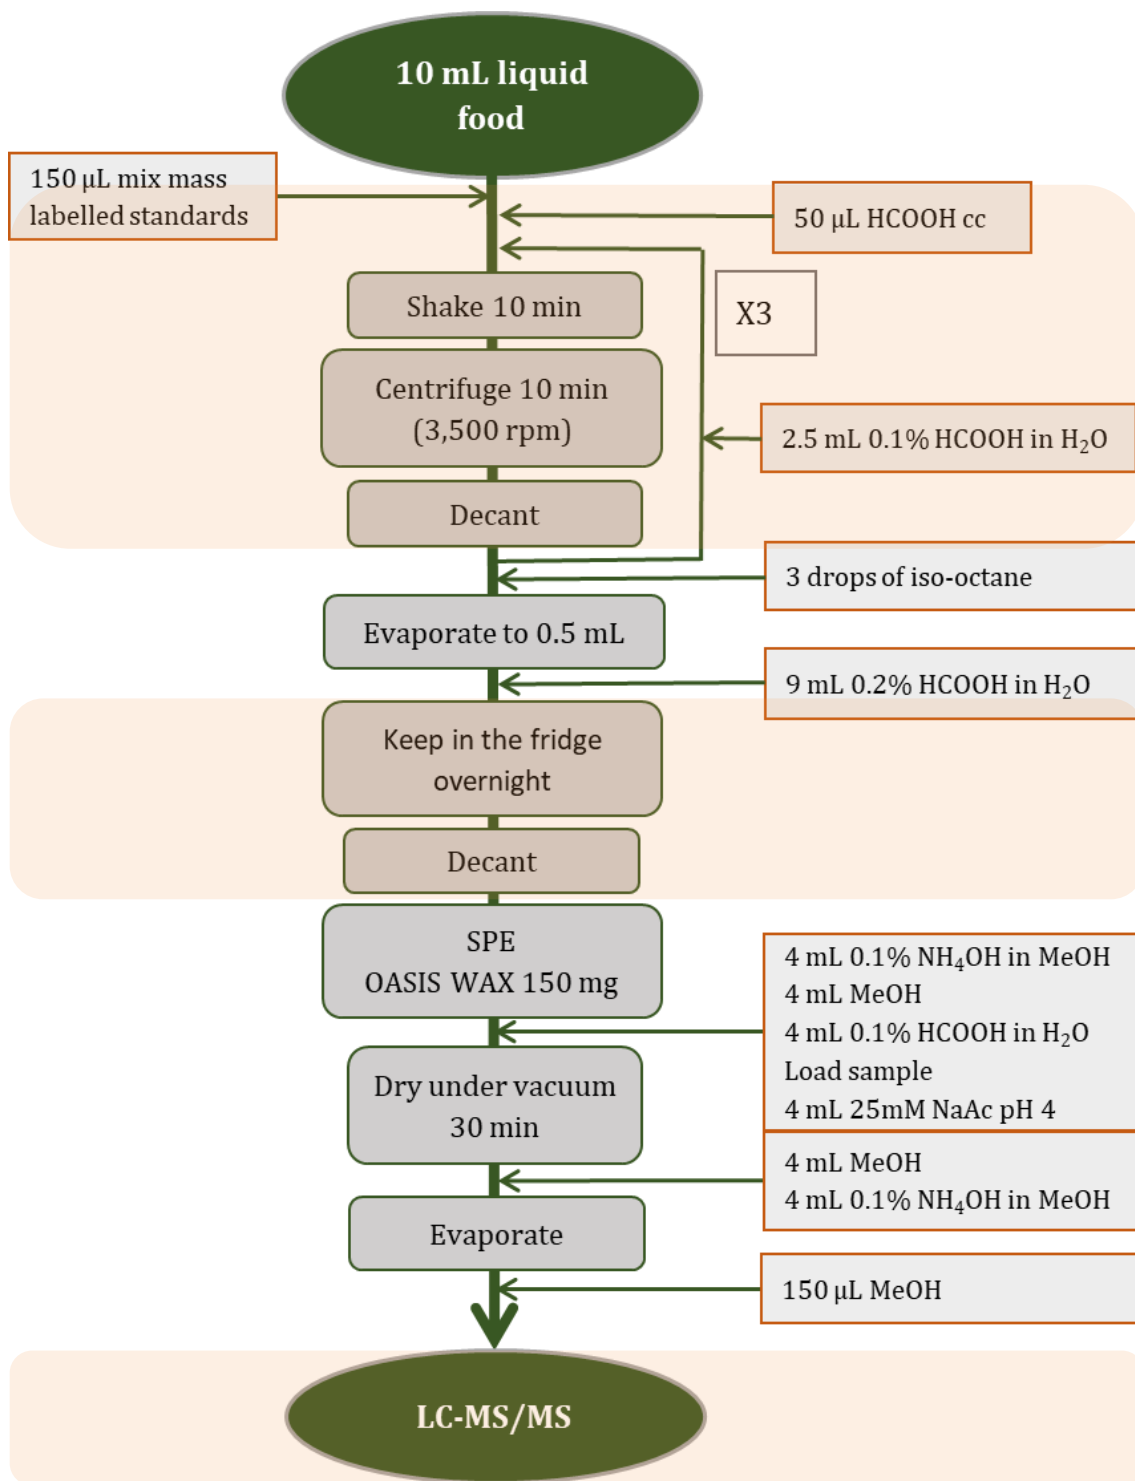 10 mL liquid
food
150 µL mix mass
labelled standards
50 µL HCOOH cc
Shake 10 min
X3
Centrifuge 10 min
(3,500 rpm)
2.5 mL 0.1% HCOOH in H₂O
Decant
3 drops of iso-octane
Evaporate to 0.5 mL
9 mL 0.2% HCOOH in H₂O
Keep in the fridge
overnight
Decant
SPE
OASIS WAX 150 mg
4 mL 0.1% NH₄OH in MeOH
4 mL MeOH
4 mL 0.1% HCOOH in H₂O
Load sample
4 mL 25mM NaAc pH 4
Dry under vacuum
30 min
4 mL MeOH
4 mL 0.1% NH₄OH in MeOH
Evaporate
150 µL MeOH
LC-MS/MS